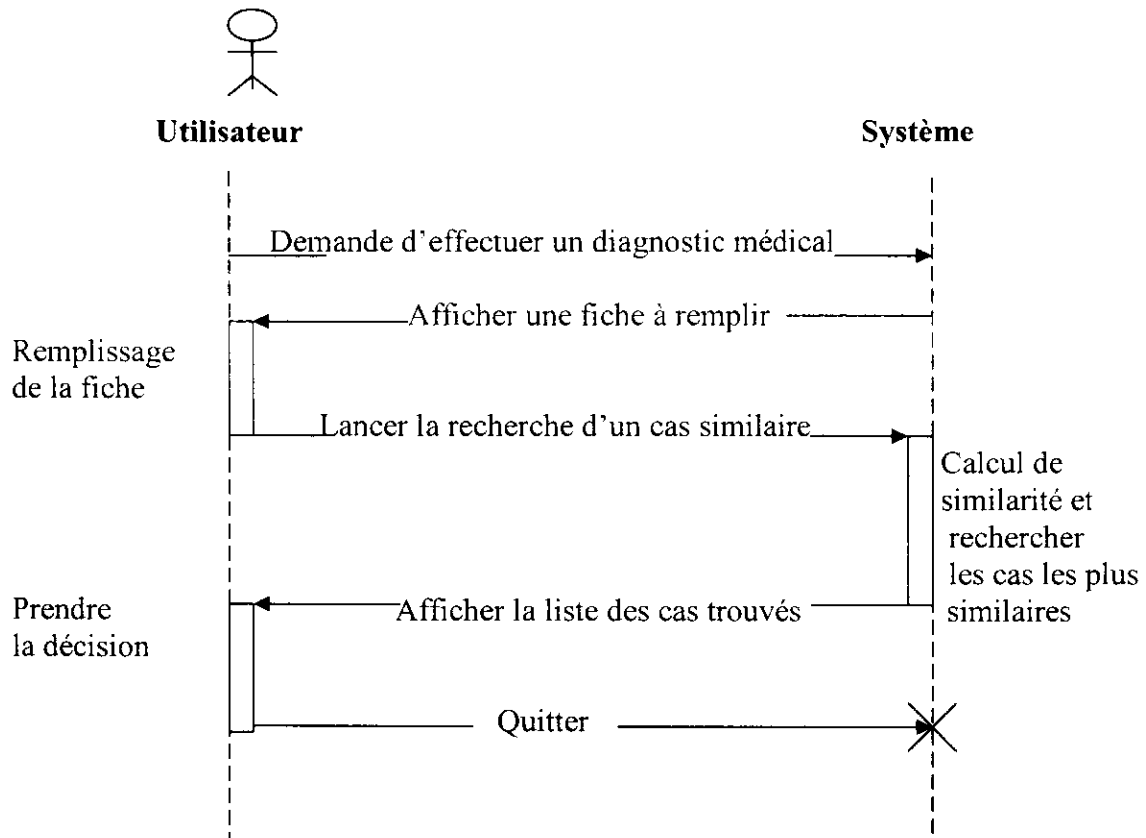 Utilisateur
Système
Demande d'effectuer un diagnostic médical
Afficher une fiche à remplir
Remplissage
de la fiche
Lancer la recherche d'un cas similaire
Calcul de
similarité et
rechercher
les cas les plus
similaires
Afficher la liste des cas trouvés
Prendre
la décision
Quitter